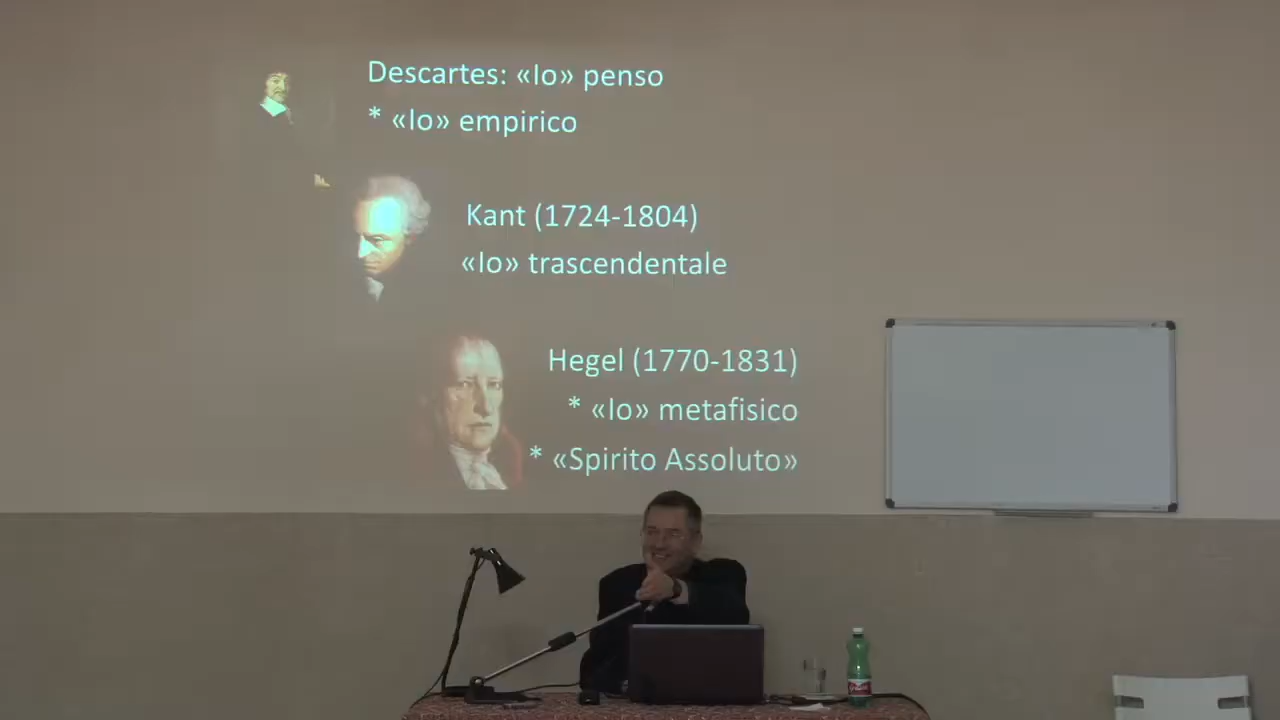 Descartes: «Io» penso
* «Io» empirico
Kant (1724-1804)
«Io» trascendentale
Hegel (1770-1831)
* «Io» metafisico
* «Spirito Assoluto»